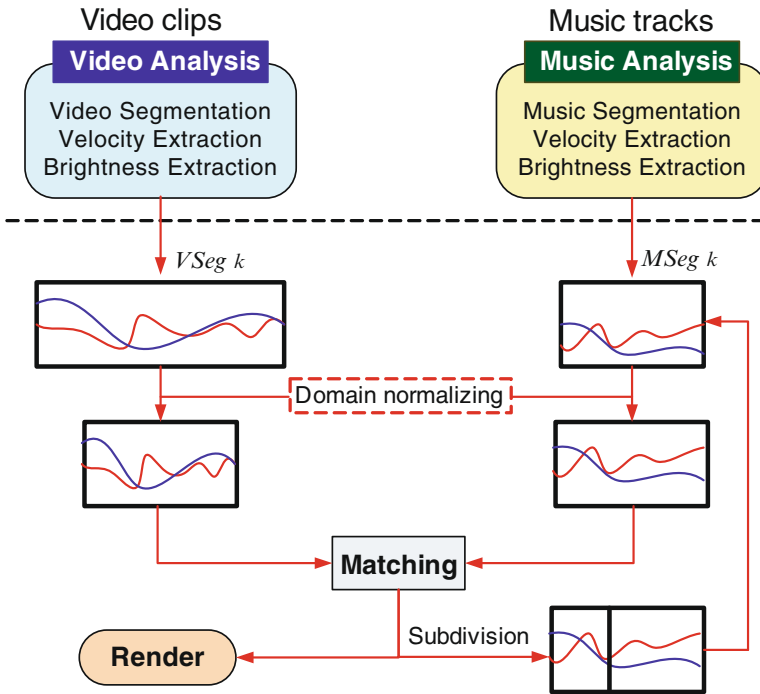 Video clips
Video Analysis
Video Segmentation
Velocity Extraction
Brightness Extraction
Music tracks
Music Analysis
Music Segmentation
Velocity Extraction
Brightness Extraction
VSeg k
MSeg k
Domain normalizing
Matching
Subdivision
Render